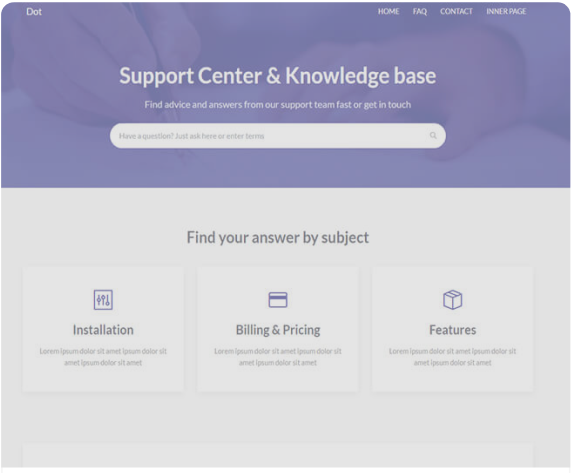 Dot
HOME FAQ CONTACT INNER PAGE
Support Center & Knowledge base
Find advice and answers from our support team fast or get in touch
Have a question? Just ask here or enter terms
Find your answer by subject
Installation
Lorem ipsum dolor sit amet ipsum dolor sit
amet ipsum dolor sit amet
Billing & Pricing
Lorem ipsum dolor sit amet ipsum dolor sit
amet ipsum dolor sit amet
Features
Lorem ipsum dolor sit amet ipsum dolor sit
amet ipsum dolor sit amet